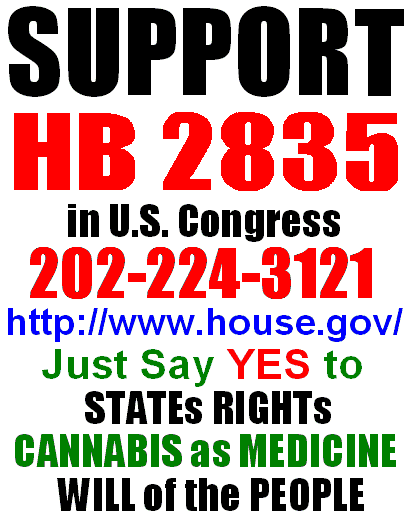 SUPPORT
HB 2835
in U.S. Congress
202-224-3121
http://www.house.gov/
Just Say YES to
STATEs RIGHTs
CANNABIS as MEDICINE
WILL of the PEOPLE